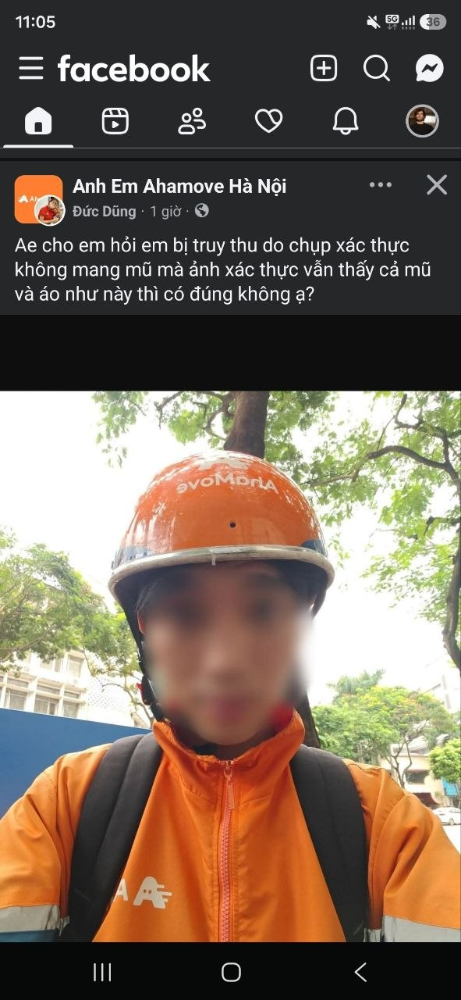 11:05
5G
36
facebook
Anh Em Ahamove Hà Nội
Đức Dũng · 1 giờ ·
Ae cho em hỏi em bị truy thu do chụp xác thực
không mang mũ mà ảnh xác thực vẫn thấy cả mũ
và áo như này thì có đúng không ạ?
AhaMove